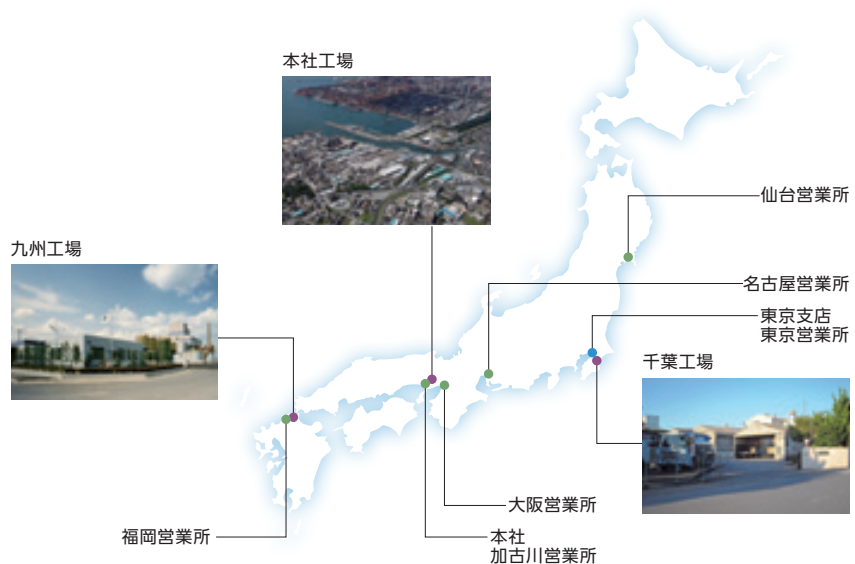 本社工場
仙台営業所
九州工場
名古屋営業所
東京支店
東京営業所
千葉工場
大阪営業所
福岡営業所
本社
加古川営業所